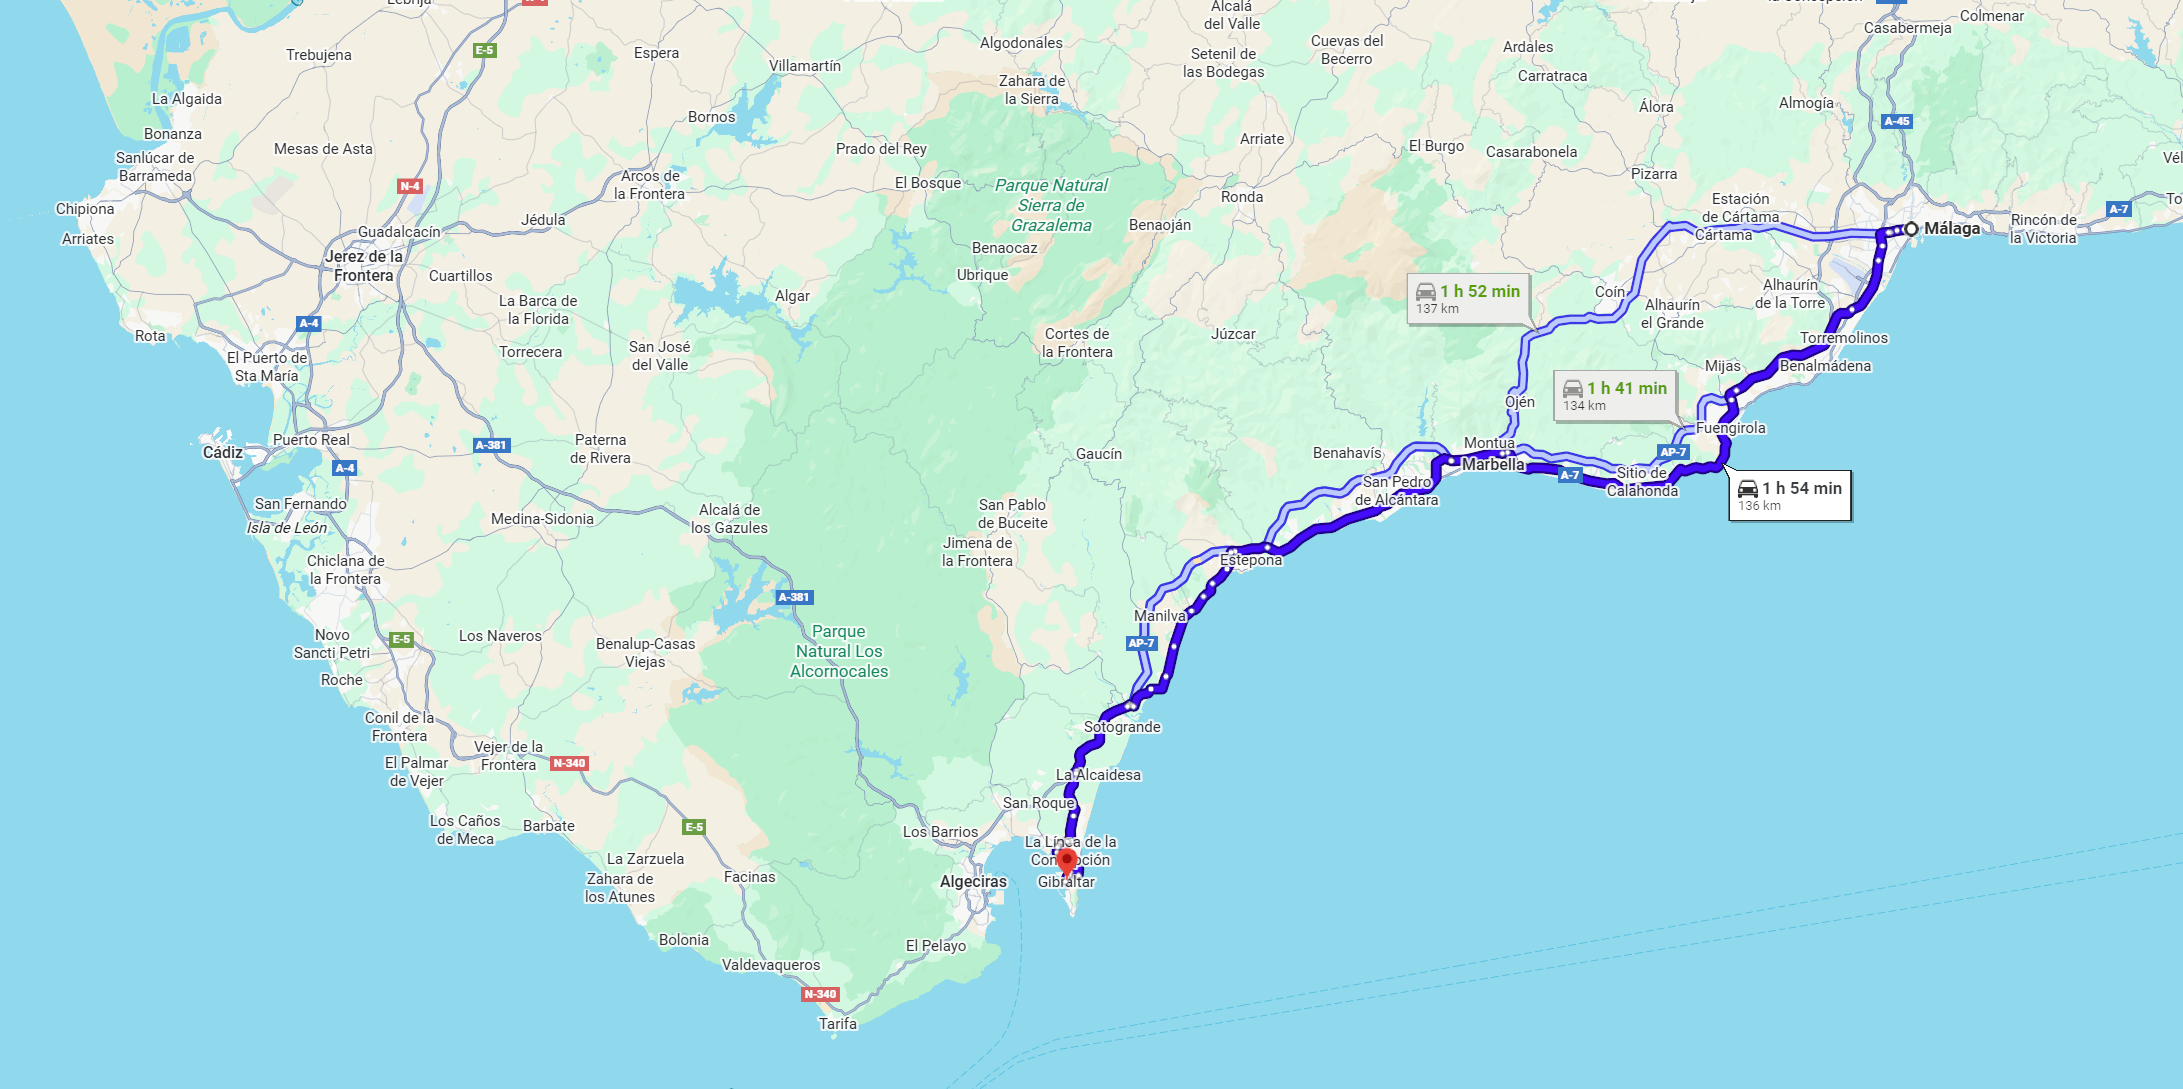 Lebrija
Alcalá
del Valle
Colmenar
Casabermeja
Trebujena
E-5
Espera
Algodonales
Setenil de
las Bodegas
Cuevas del
Becerro
Ardales
Villamartín
Carratraca
Zahara de
la Sierra
La Algaida
Álora
Almogía
Bornos
A-45
Bonanza
Mesas de Asta
Prado del Rey
Arriate
El Burgo
Casarabonela
Sanlúcar de
Barrameda
N-4
Arcos de
la Frontera
El Bosque
Parque Natural
Sierra de
Grazalema
Ronda
Pizarra
Chipiona
Jédula
Benaoján
Estación
de Cártama
Cártama
A-7
Rincón de
la Victoria
Málaga
Arriates
Guadalcacín
Jerez de la
Frontera
Benaocaz
Ubrique
Cuartillos
La Barca de
la Florida
Algar
1 h 52 min
137 km
Coín
Alhaurín
de la Torre
Alhaurín
el Grande
A-4
Rota
Cortes de
la Frontera
Júzcar
Torremolinos
Torrecera
San José
del Valle
El Puerto de
Sta María
Mijas
Benalmádena
1 h 41 min
134 km
Ojén
Fuengirola
Puerto Real
Cádiz
A-381
Paterna
de Rivera
Gaucín
Benahavís
Montua
Marbella
AP-7
A-4
A-7
Sitio de
Calahonda
San Pedro
de Alcántara
1 h 54 min
136 km
San Fernando
Isla de León
Medina-Sidonia
Alcalá de
los Gazules
San Pablo
de Buceite
Jimena de
la Frontera
Estepona
Chiclana de
la Frontera
A-381
Manilva
AP-7
Novo
Sancti Petri
E-5
Los Naveros
Benalup-Casas
Viejas
Parque
Natural Los
Alcornocales
Roche
Conil de la
Frontera
Sotogrande
Vejer de la
Frontera
N-340
El Palmar
de Vejer
La Alcaidesa
San Roque
Los Caños
de Meca
Barbate
E-5
Los Barrios
La Línea de la
Concepción
Gibraltar
La Zarzuela
Zahara de
los Atunes
Facinas
Algeciras
Bolonia
El Pelayo
Valdevaqueros
N-340
Tarifa